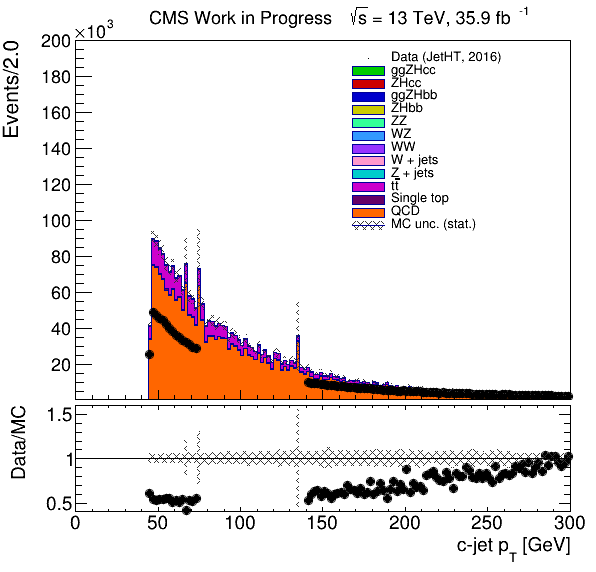 CMS Work in Progress √s = 13 TeV, 35.9 fb⁻¹
×10³
Events/2.0
200
180
160
140
120
100
80
60
40
20
Data (JetHT, 2016)
ggZHcc
ZHcc
ggZHbb
ZHbb
ZZ
WZ
WW
W + jets
Z + jets
tt̅
Single top
QCD
MC unc. (stat.)
Data/MC
1.5
1
0.5
0 50 100 150 200 250 300
c-jet p_T [GeV]